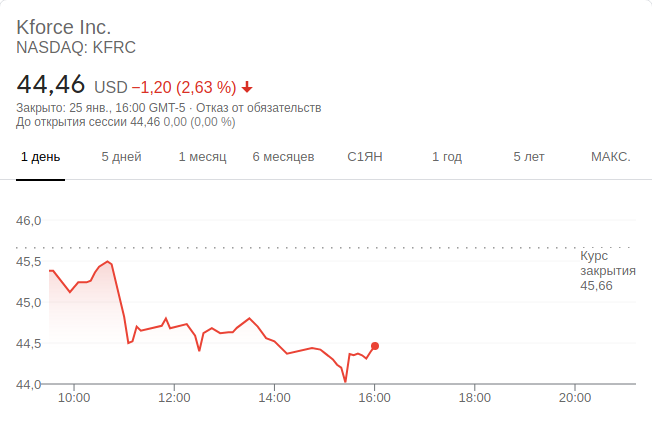 Kforce Inc.
NASDAQ: KFRC
44,46 USD −1,20 (2,63 %)
Закрыто: 25 янв., 16:00 GMT-5 · Отказ от обязательств
До открытия сессии 44,46 0,00 (0,00 %)
1 день 5 дней 1 месяц 6 месяцев С1ЯН 1 год 5 лет МАКС.
46,0
Курс
закрытия
45,66
45,5
45,0
44,5
44,0
10:00 12:00 14:00 16:00 18:00 20:00